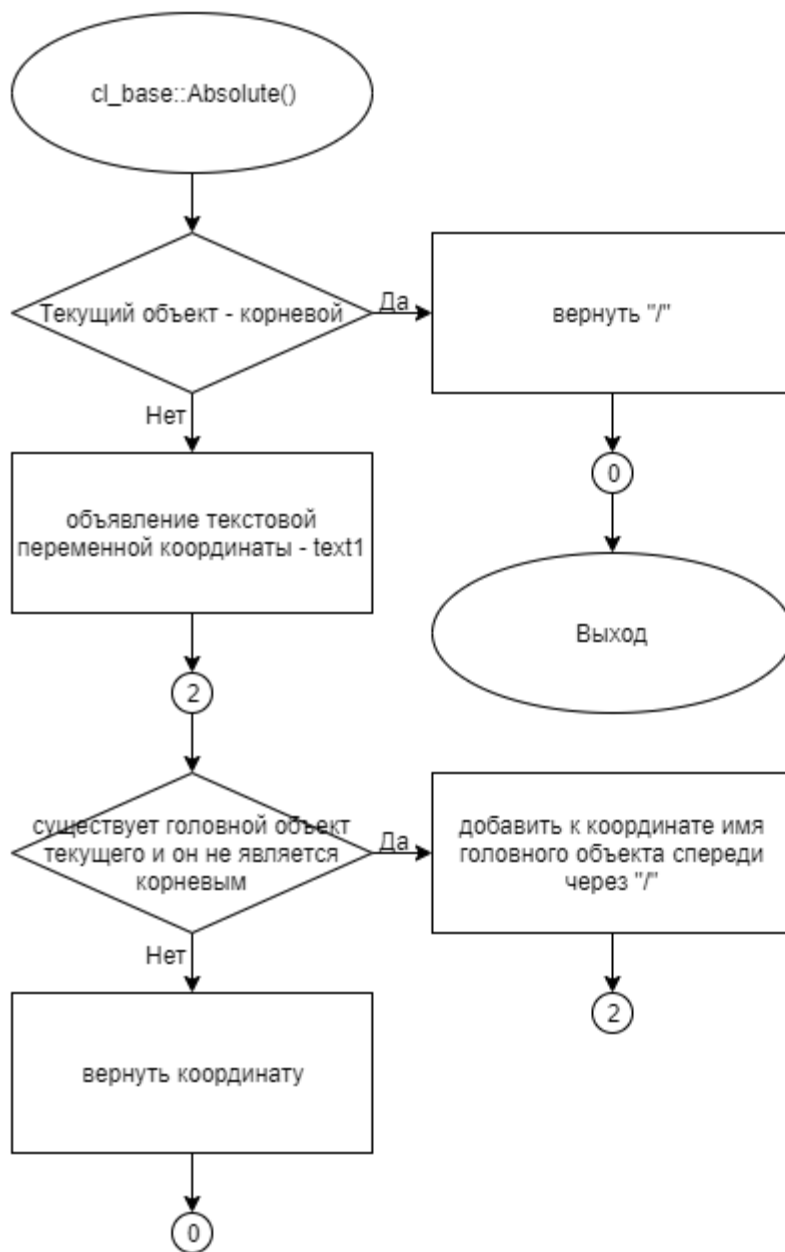 cl_base::Absolute()
Текущий объект - корневой
Да
вернуть "/"
Нет
0
объявление текстовой
переменной координаты - text1
Выход
2
существует головной объект
текущего и он не является
корневым
Да
добавить к координате имя
головного объекта спереди
через "/"
Нет
2
вернуть координату
0